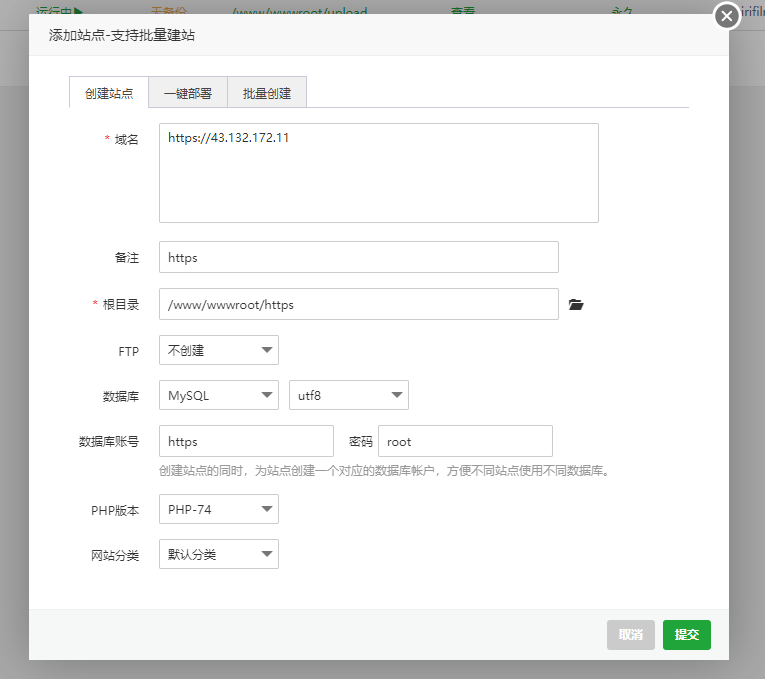 运行中 无备份 /www/wwwroot/upload 查看 永久
添加站点-支持批量建站
创建站点 一键部署 批量创建
* 域名 https://43.132.172.11
备注 https
* 根目录 /www/wwwroot/https
FTP 不创建
数据库 MySQL utf8
数据库账号 https 密码 root
创建站点的同时，为站点创建一个对应的数据库帐户，方便不同站点使用不同数据库。
PHP版本 PHP-74
网站分类 默认分类
取消 提交